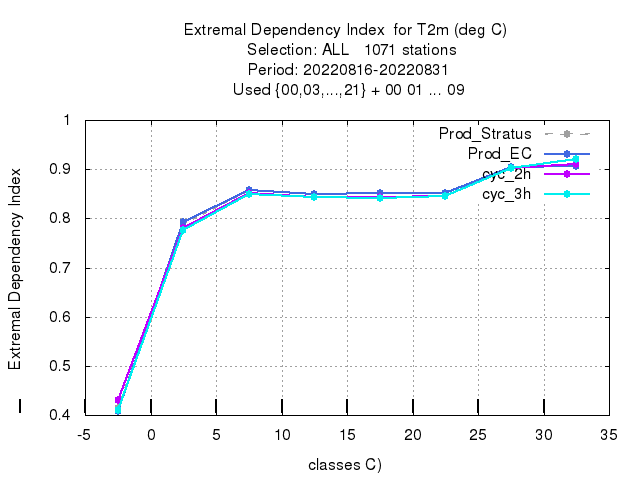 Extremal Dependency Index  for T2m (deg C)
Selection: ALL   1071 stations
Period: 20220816-20220831
Used {00,03,...,21} + 00 01 ... 09
Prod_Stratus
Prod_EC
cyc_2h
cyc_3h
1
0.9
0.8
0.7
0.6
0.5
0.4
Extremal Dependency Index
-5 0 5 10 15 20 25 30 35
classes C)